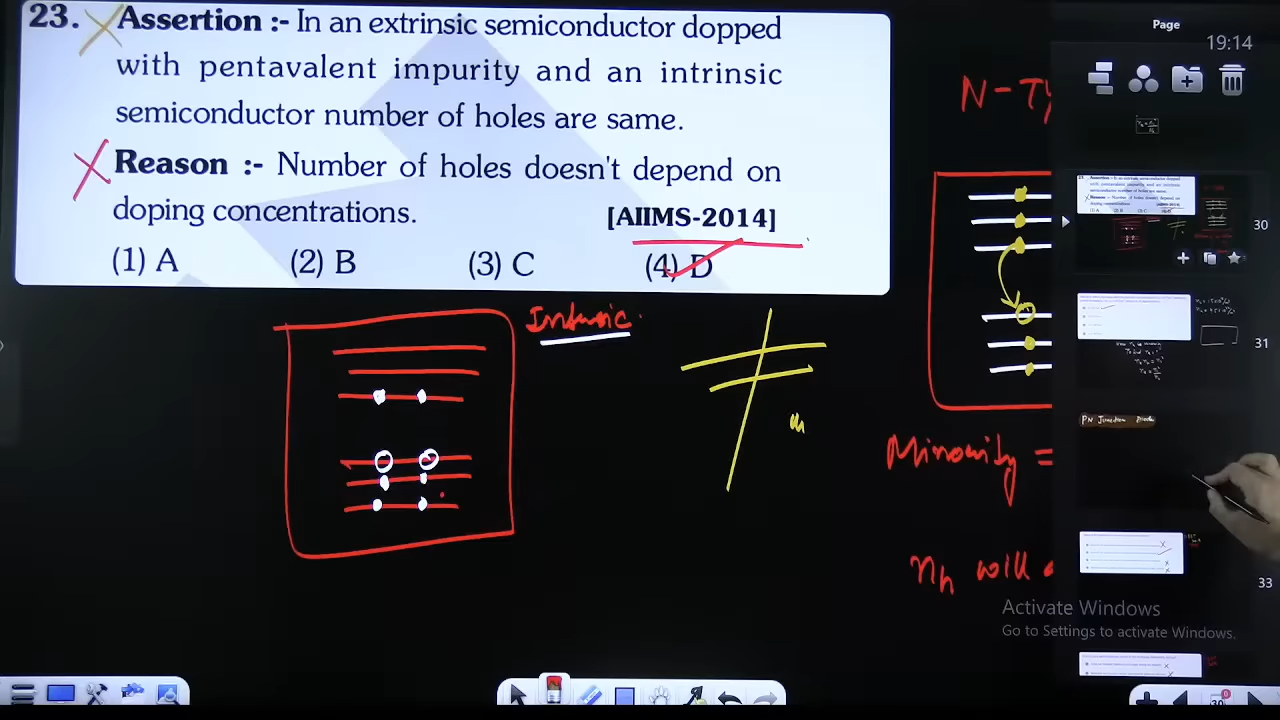 23. Assertion :- In an extrinsic semiconductor dopped
with pentavalent impurity and an intrinsic
semiconductor number of holes are same.
Reason :- Number of holes doesn't depend on
doping concentrations. [AIIMS-2014]
(1) A (2) B (3) C (4) D
Intrinsic
N-Ty
Minority =
nh will
Page
19:14
30
31
PN Junction Diode
33
Activate Windows
Go to Settings to activate Windows.
30